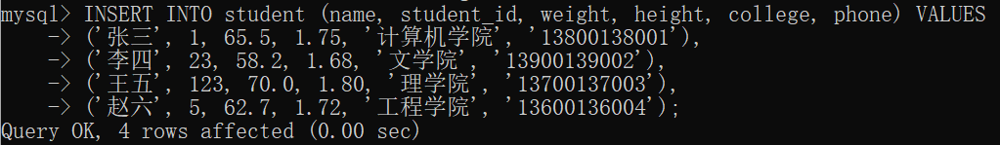 mysql> INSERT INTO student (name, student_id, weight, height, college, phone) VALUES
    -> ('张三', 1, 65.5, 1.75, '计算机学院', '13800138001'),
    -> ('李四', 23, 58.2, 1.68, '文学院', '13900139002'),
    -> ('王五', 123, 70.0, 1.80, '理学院', '13700137003'),
    -> ('赵六', 5, 62.7, 1.72, '工程学院', '13600136004');
Query OK, 4 rows affected (0.00 sec)